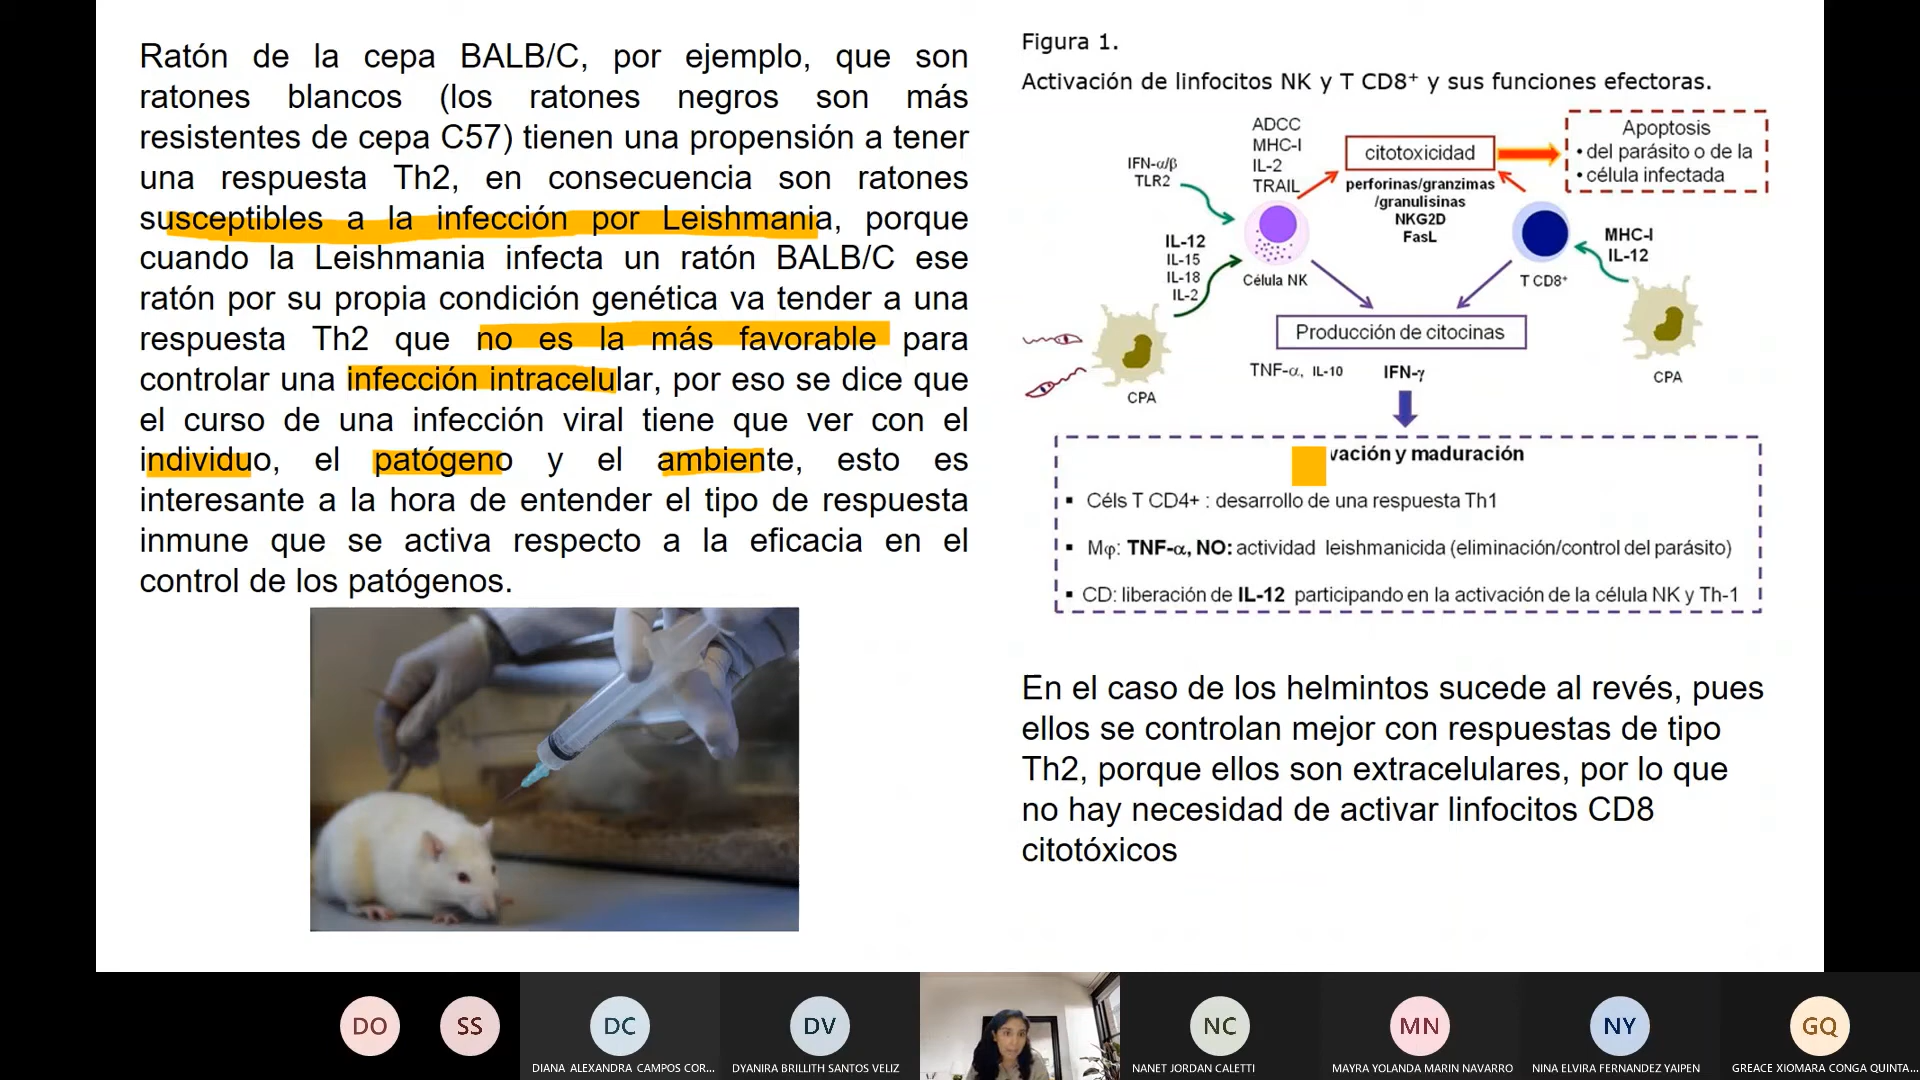 Ratón de la cepa BALB/C, por ejemplo, que son
ratones blancos (los ratones negros son más
resistentes de cepa C57) tienen una propensión a tener
una respuesta Th2, en consecuencia son ratones
susceptibles a la infección por Leishmania, porque
cuando la Leishmania infecta un ratón BALB/C ese
ratón por su propia condición genética va tender a una
respuesta Th2 que no es la más favorable para
controlar una infección intracelular, por eso se dice que
el curso de una infección viral tiene que ver con el
individuo, el patógeno y el ambiente, esto es
interesante a la hora de entender el tipo de respuesta
inmune que se activa respecto a la eficacia en el
control de los patógenos.
Figura 1.
Activación de linfocitos NK y T CD8⁺ y sus funciones efectoras.
ADCC
MHC-I
IL-2
TRAIL
IFN-α/β
TLR2
citotoxicidad
perforinas/granzimas
/granulisinas
NKG2D
FasL
Apoptosis
• del parásito o de la
• célula infectada
IL-12
IL-15
IL-18
IL-2
Célula NK
T CD8⁺
MHC-I
IL-12
CPA
CPA
Producción de citocinas
TNF-α, IL-10
IFN-γ
vación y maduración
▪ Céls T CD4+ : desarrollo de una respuesta Th1
▪ Mφ: TNF-α, NO: actividad leishmanicida (eliminación/control del parásito)
▪ CD: liberación de IL-12 participando en la activación de la célula NK y Th-1
En el caso de los helmintos sucede al revés, pues
ellos se controlan mejor con respuestas de tipo
Th2, porque ellos son extracelulares, por lo que
no hay necesidad de activar linfocitos CD8
citotóxicos
DO
SS
DC
DV
NC
MN
NY
GQ
DIANA ALEXANDRA CAMPOS COR...
DYANIRA BRILLITH SANTOS VELIZ
NANET JORDAN CALETTI
MAYRA YOLANDA MARIN NAVARRO
NINA ELVIRA FERNANDEZ YAIPEN
GREACE XIOMARA CONGA QUINTA...